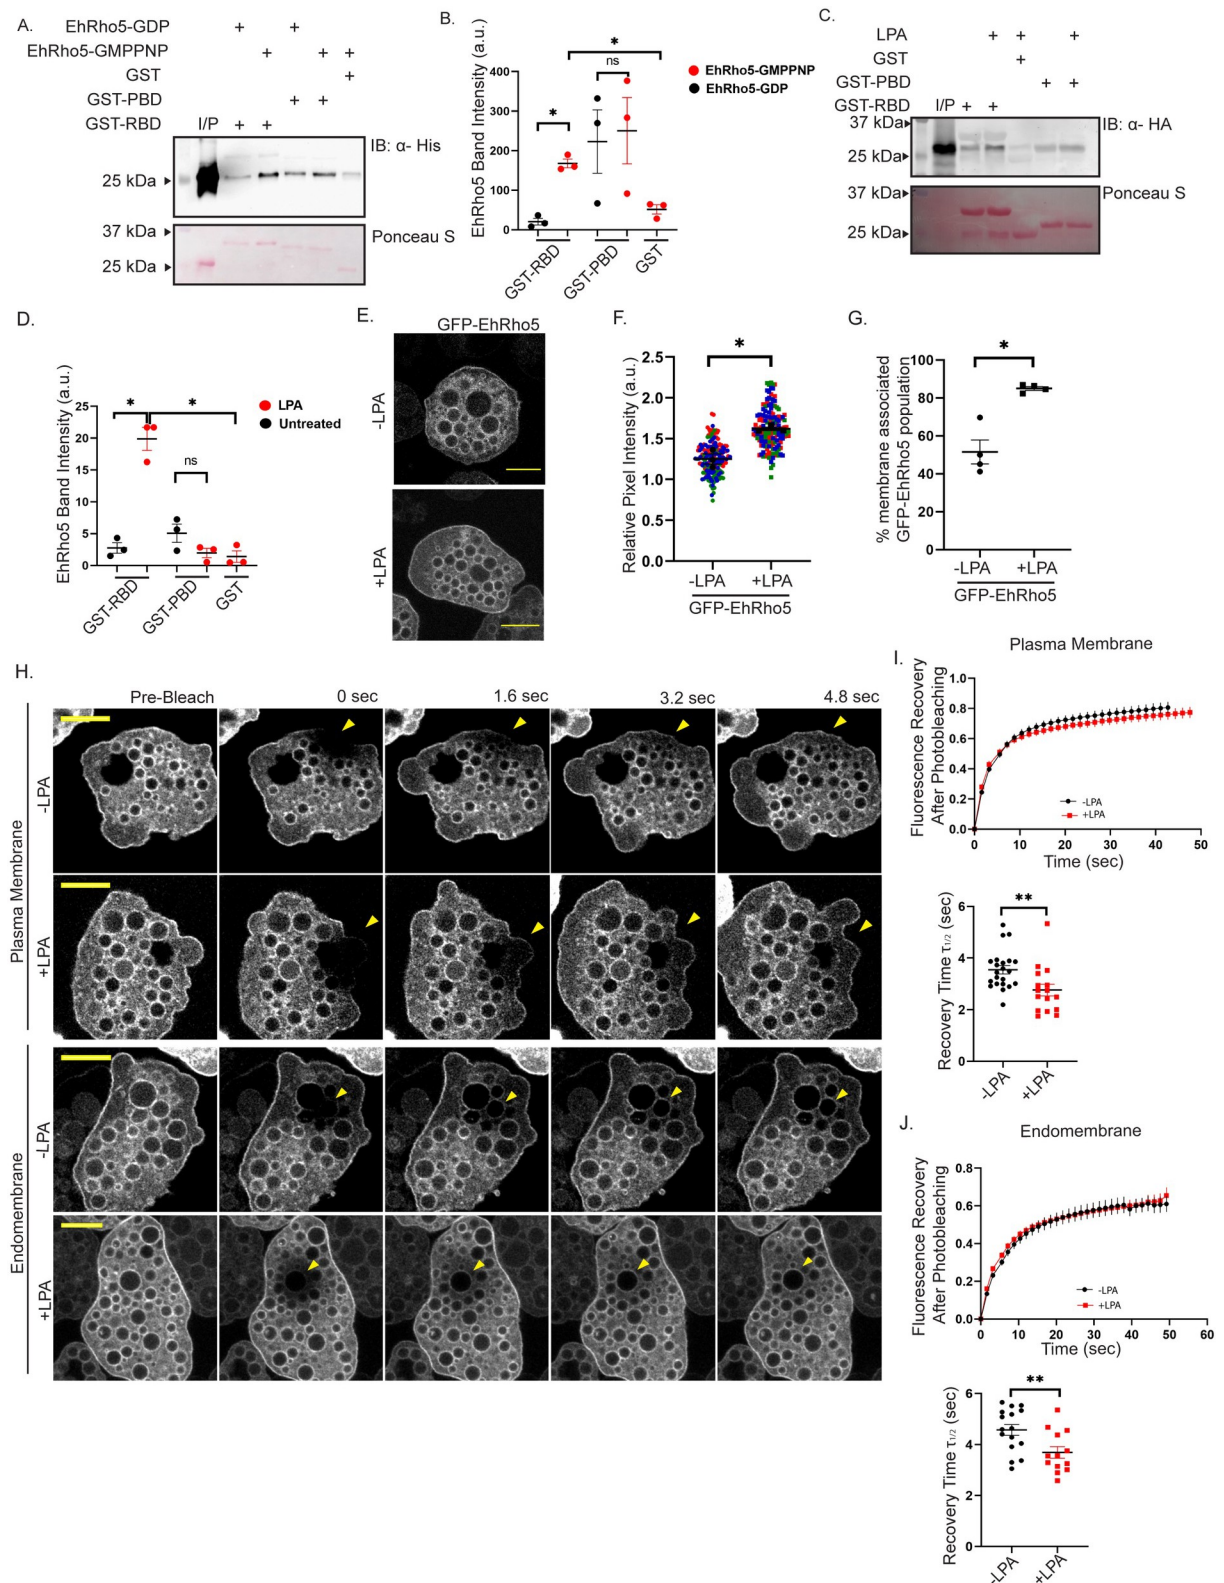 A.
EhRho5-GDP + +
EhRho5-GMPPNP + + +
GST +
GST-PBD + +
GST-RBD I/P + +
IB: α- His
25 kDa
37 kDa
Ponceau S
25 kDa
B.
EhRho5 Band Intensity (a.u.)
400
300
200
100
0
*
*
ns
EhRho5-GMPPNP
EhRho5-GDP
GST-RBD
GST-PBD
GST
C.
LPA + + +
GST +
GST-PBD + +
GST-RBD I/P + +
37 kDa
IB: α- HA
25 kDa
37 kDa
Ponceau S
25 kDa
D.
EhRho5 Band Intensity (a.u.)
25
20
15
10
5
0
*
*
ns
LPA
Untreated
GST-RBD
GST-PBD
GST
E.
GFP-EhRho5
-LPA
+LPA
F.
Relative Pixel Intensity (a.u.)
2.5
2.0
1.5
1.0
0.5
0.0
*
-LPA +LPA
GFP-EhRho5
G.
% membrane associated
GFP-EhRho5 population
100
80
60
40
20
0
*
-LPA +LPA
GFP-EhRho5
H.
Pre-Bleach 0 sec 1.6 sec 3.2 sec 4.8 sec
Plasma Membrane
-LPA
+LPA
Endomembrane
-LPA
+LPA
I.
Plasma Membrane
Fluorescence Recovery
After Photobleaching
1.0
0.8
0.6
0.4
0.2
0.0
-LPA
+LPA
0 10 20 30 40 50
Time (sec)
Recovery Time τ1/2 (sec)
6
4
2
0
**
-LPA
+LPA
J.
Endomembrane
Fluorescence Recovery
After Photobleaching
0.8
0.6
0.4
0.2
0.0
-LPA
+LPA
0 10 20 30 40 50 60
Time (sec)
Recovery Time τ1/2 (sec)
6
4
2
0
**
-LPA
+LPA